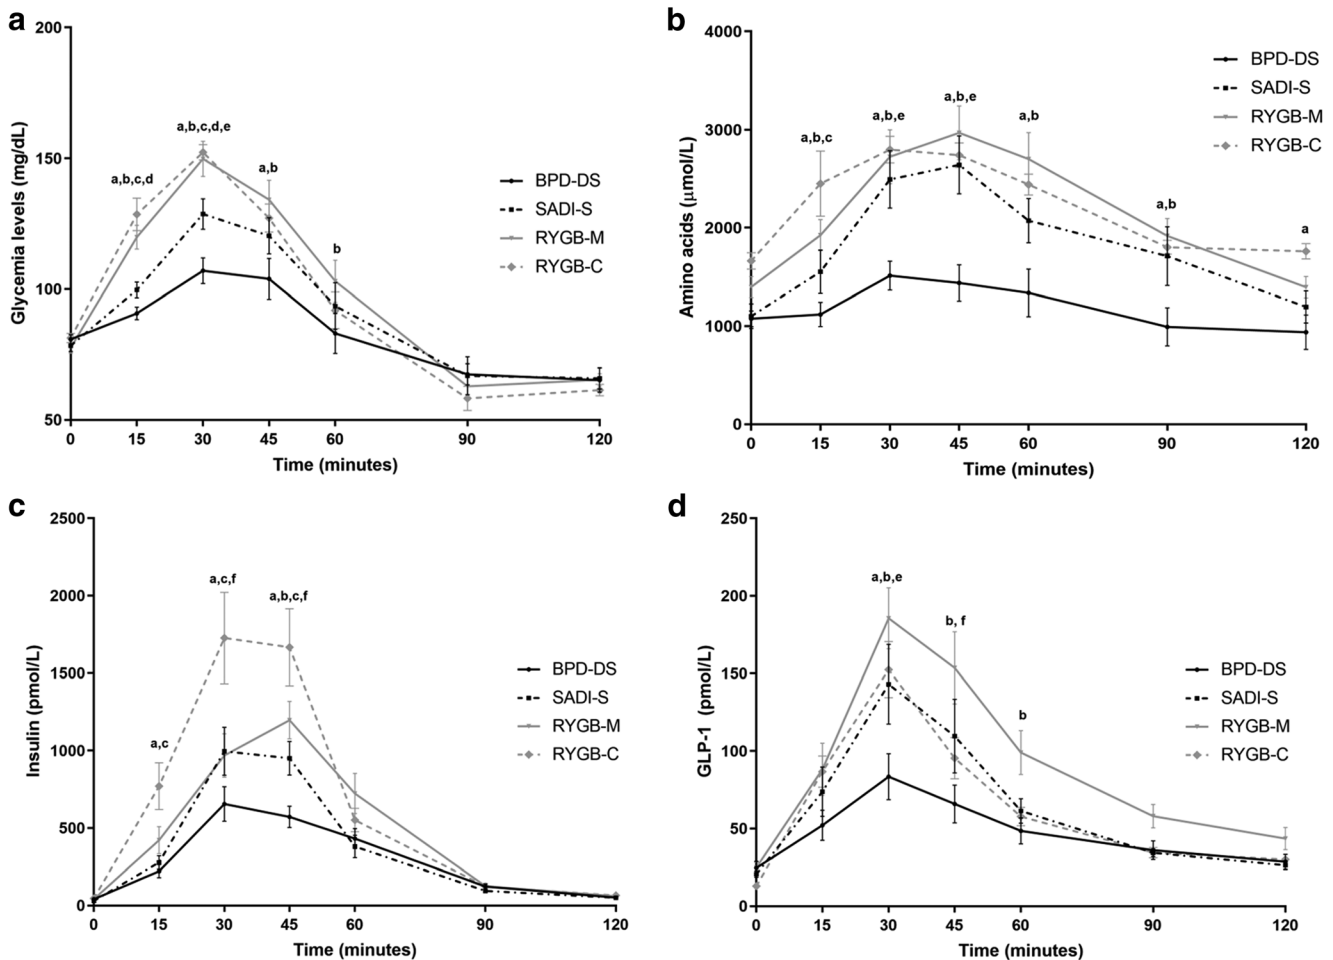 a
200
150
100
50
Glycemia levels (mg/dL)
a,b,c,d
a,b,c,d,e
a,b
b
BPD-DS
SADI-S
RYGB-M
RYGB-C
0 15 30 45 60 90 120
Time (minutes)
b
4000
3000
2000
1000
0
Amino acids (μmol/L)
a,b,c
a,b,e
a,b,e
a,b
a,b
a
BPD-DS
SADI-S
RYGB-M
RYGB-C
0 15 30 45 60 90 120
Time (minutes)
c
2500
2000
1500
1000
500
0
Insulin (pmol/L)
a,c
a,c,f
a,b,c,f
BPD-DS
SADI-S
RYGB-M
RYGB-C
0 15 30 45 60 90 120
Time (minutes)
d
250
200
150
100
50
0
GLP-1 (pmol/L)
a,b,e
b, f
b
BPD-DS
SADI-S
RYGB-M
RYGB-C
0 15 30 45 60 90 120
Time (minutes)